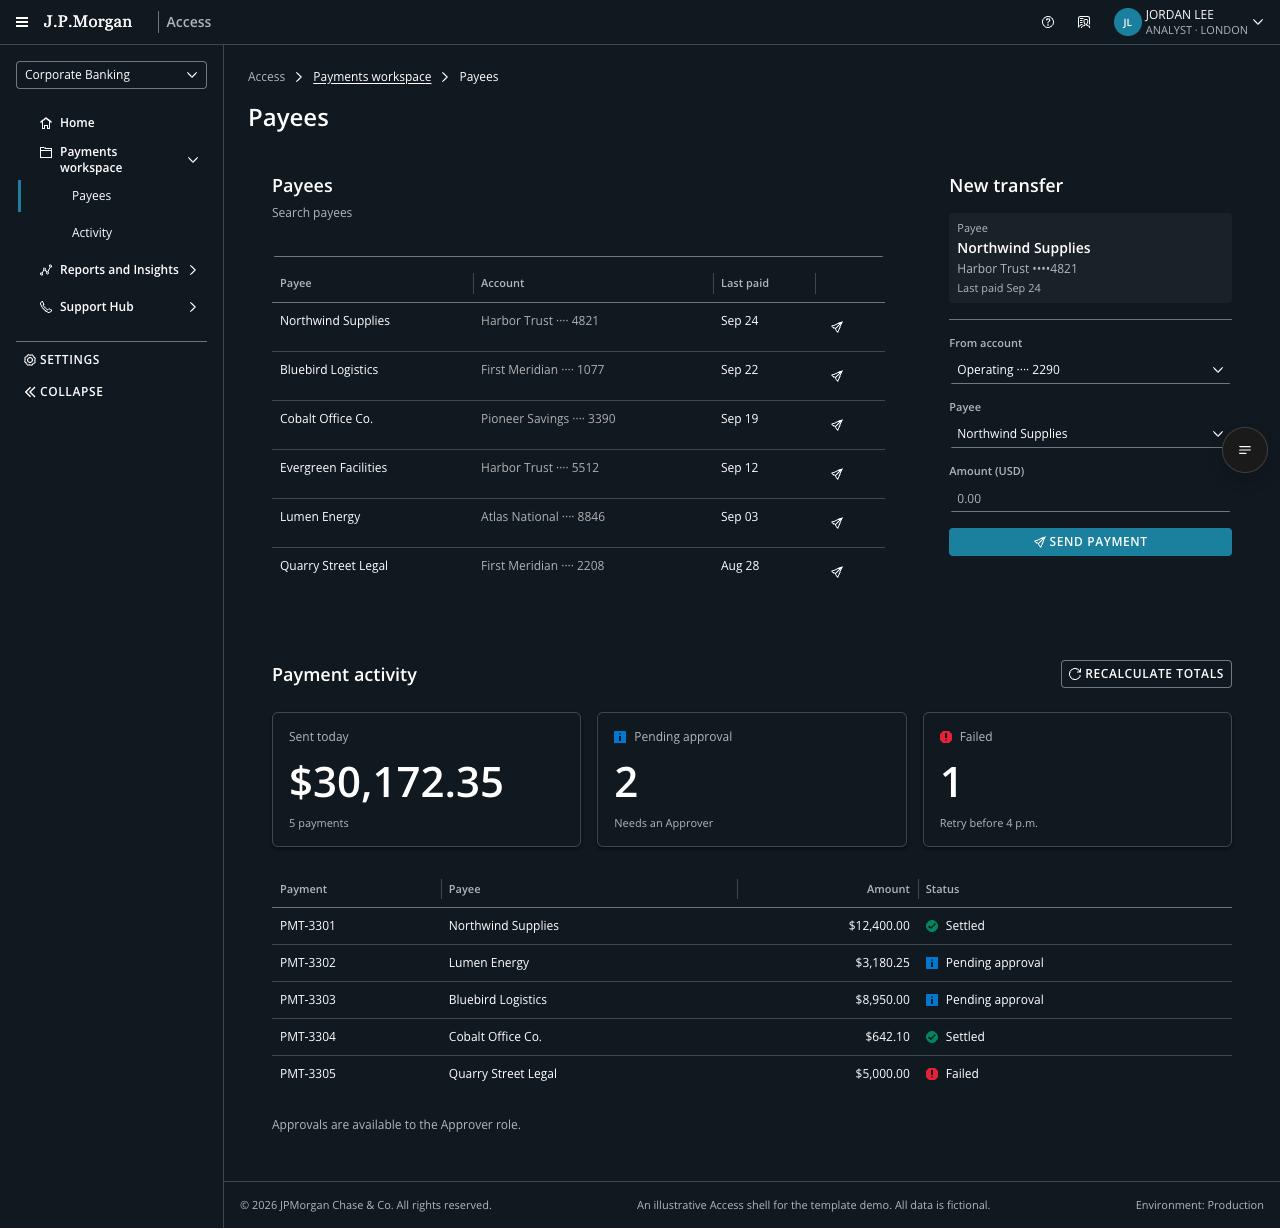 J.P.Morgan
Access
JL
JORDAN LEE
ANALYST · LONDON
Corporate Banking
Home
Payments
workspace
Payees
Activity
Reports and Insights
Support Hub
SETTINGS
COLLAPSE
Access
Payments workspace
Payees
Payees
Payees
Search payees
Payee Account Last paid
Northwind Supplies Harbor Trust ···· 4821 Sep 24
Bluebird Logistics First Meridian ···· 1077 Sep 22
Cobalt Office Co. Pioneer Savings ···· 3390 Sep 19
Evergreen Facilities Harbor Trust ···· 5512 Sep 12
Lumen Energy Atlas National ···· 8846 Sep 03
Quarry Street Legal First Meridian ···· 2208 Aug 28
New transfer
Payee
Northwind Supplies
Harbor Trust ••••4821
Last paid Sep 24
From account
Operating ···· 2290
Payee
Northwind Supplies
Amount (USD)
0.00
SEND PAYMENT
Payment activity
RECALCULATE TOTALS
Sent today
$30,172.35
5 payments
Pending approval
2
Needs an Approver
Failed
1
Retry before 4 p.m.
Payment Payee Amount Status
PMT-3301 Northwind Supplies $12,400.00 Settled
PMT-3302 Lumen Energy $3,180.25 Pending approval
PMT-3303 Bluebird Logistics $8,950.00 Pending approval
PMT-3304 Cobalt Office Co. $642.10 Settled
PMT-3305 Quarry Street Legal $5,000.00 Failed
Approvals are available to the Approver role.
© 2026 JPMorgan Chase & Co. All rights reserved.
An illustrative Access shell for the template demo. All data is fictional.
Environment: Production